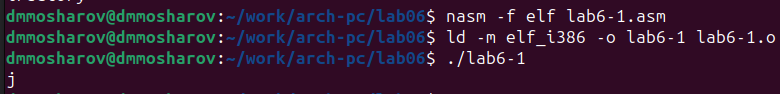 dmmosharov@dmmosharov:~/work/arch-pc/lab06$ nasm -f elf lab6-1.asm
dmmosharov@dmmosharov:~/work/arch-pc/lab06$ ld -m elf_i386 -o lab6-1 lab6-1.o
dmmosharov@dmmosharov:~/work/arch-pc/lab06$ ./lab6-1
j